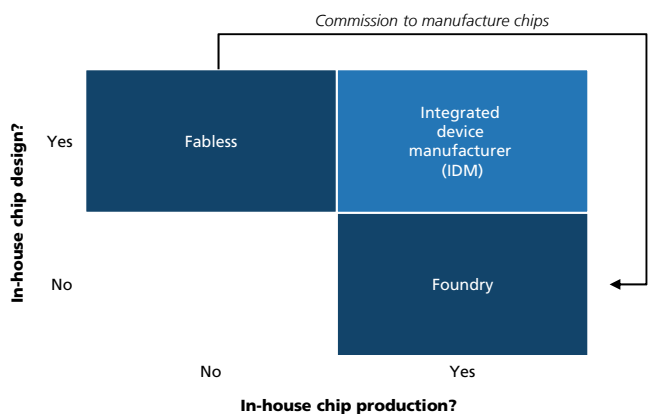 Commission to manufacture chips
In-house chip design?
Yes
Fabless
Integrated
device
manufacturer
(IDM)
No
Foundry
No
Yes
In-house chip production?